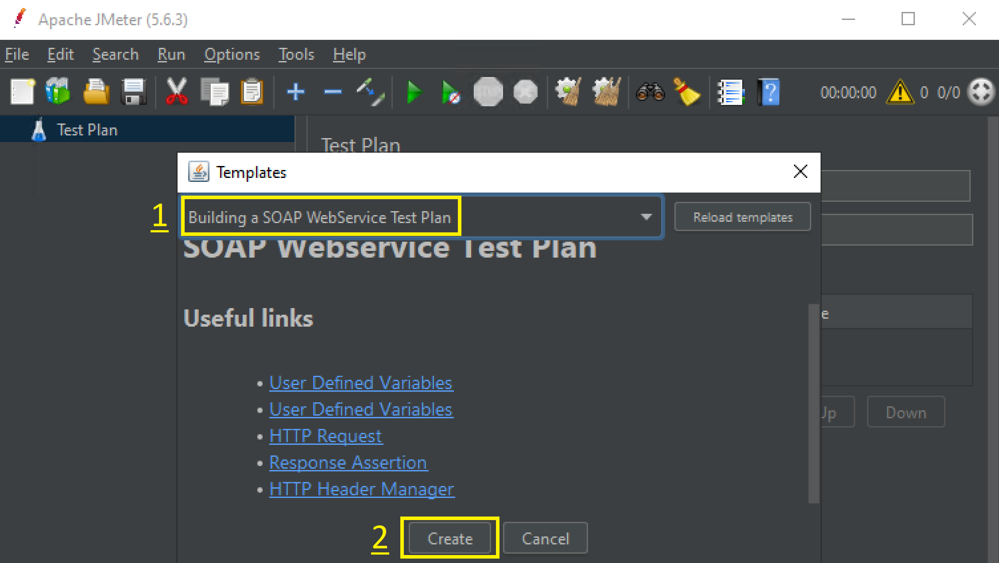 Apache JMeter (5.6.3)
File Edit Search Run Options Tools Help
00:00:00 0 0/0
Test Plan
Test Plan
Templates
1
Building a SOAP WebService Test Plan
Reload templates
SOAP Webservice Test Plan
Useful links
• User Defined Variables
• User Defined Variables
• HTTP Request
• Response Assertion
• HTTP Header Manager
Up Down
2
Create Cancel